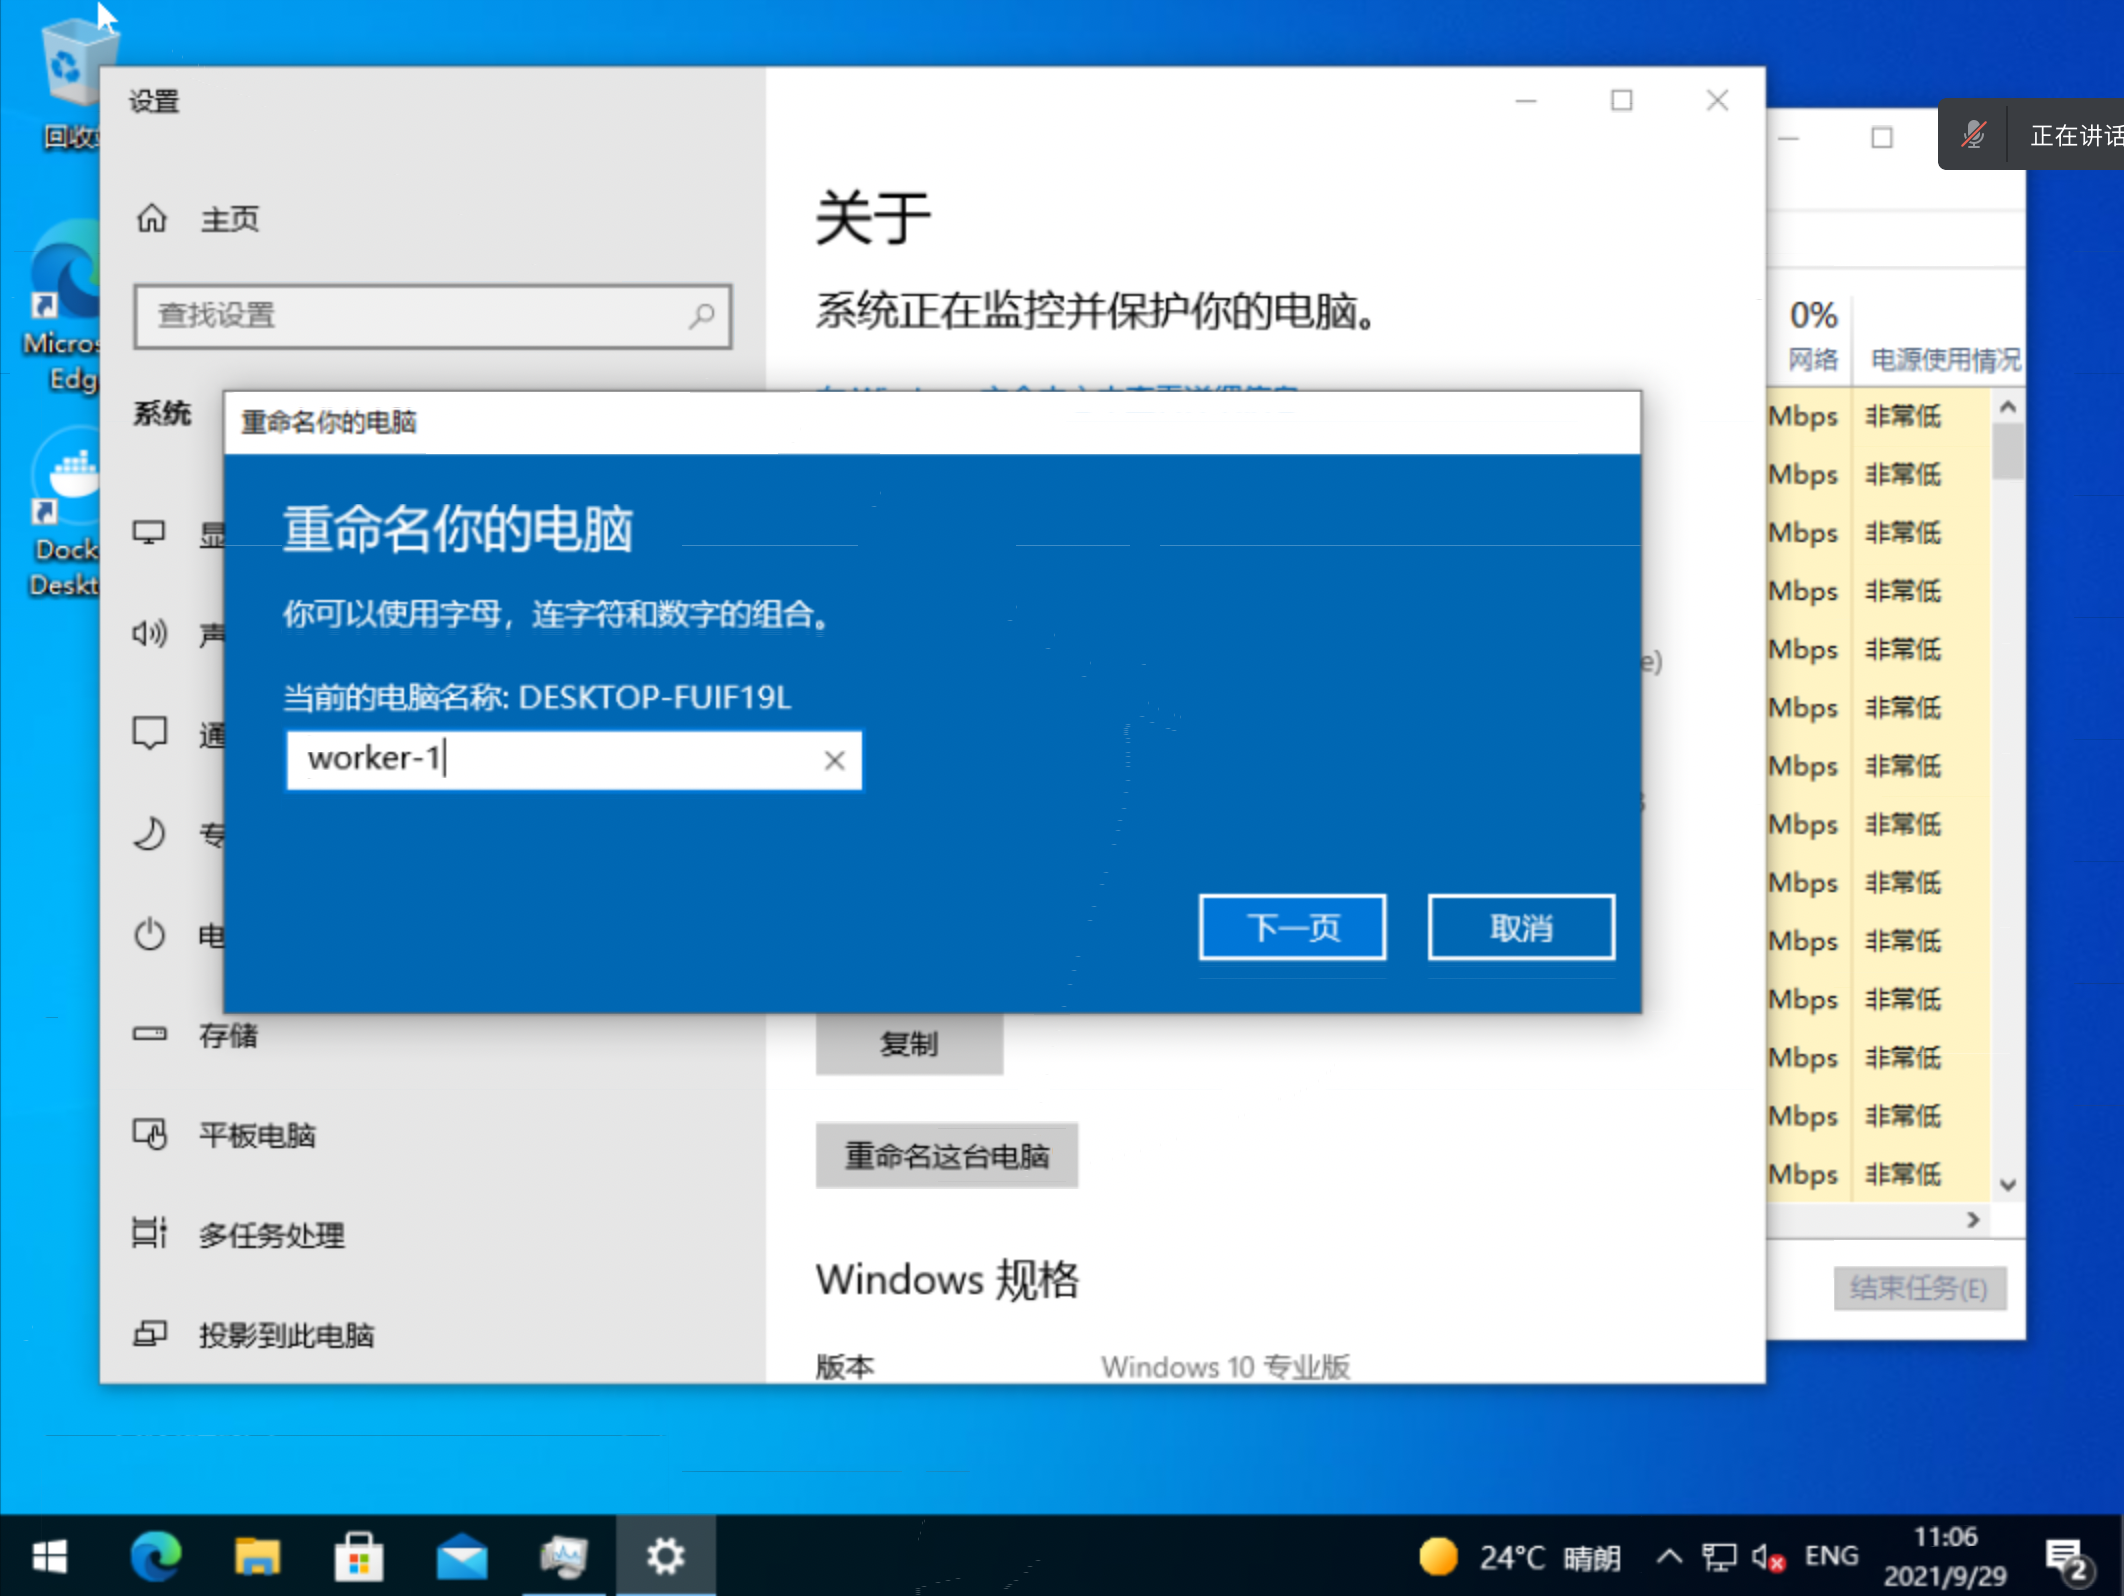 回收
Micros
Edg
Dock
Deskt
设置
主页
查找设置
系统
显
声
通
专
电
存储
平板电脑
多任务处理
投影到此电脑
关于
系统正在监控并保护你的电脑。
重命名你的电脑
重命名你的电脑
你可以使用字母，连字符和数字的组合。
当前的电脑名称: DESKTOP-FUIF19L
worker-1
下一页
取消
e)
复制
重命名这台电脑
Windows 规格
版本 Windows 10 专业版
正在讲话
0%
网络 电源使用情况
Mbps 非常低
Mbps 非常低
Mbps 非常低
Mbps 非常低
Mbps 非常低
Mbps 非常低
Mbps 非常低
Mbps 非常低
Mbps 非常低
Mbps 非常低
Mbps 非常低
Mbps 非常低
Mbps 非常低
Mbps 非常低
结束任务(E)
24°C 晴朗
ENG
11:06
2021/9/29
2